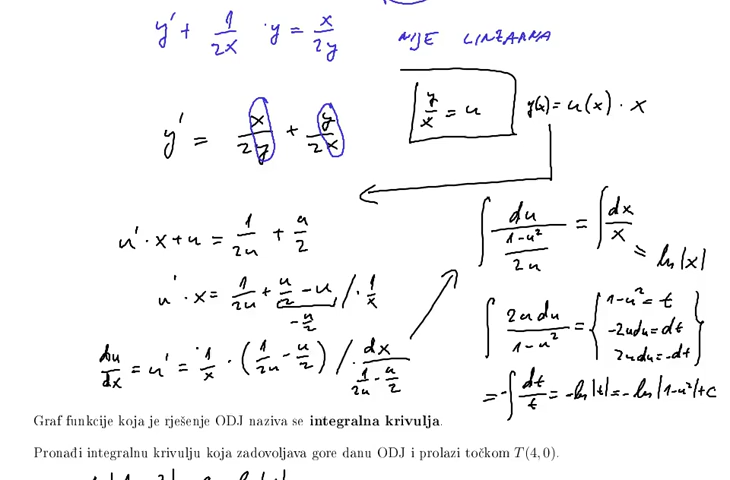 y' + 1/2x · y = x/2y NIJE LINEARNA
y' = x/2y + y/2x
y/x = u y(x) = u(x) · x
u' · x + u = 1/2u + u/2
u' · x = 1/2u + u/2 - u / · 1/x
-u/2
du/dx = u' = 1/x · (1/2u - u/2) / · dx/(1/2u - u/2)
∫ du/((1-u²)/2u) = ∫ dx/x = ln|x|
∫ 2u du/(1-u²) = { 1-u² = t
-2u du = dt
2u du = -dt }
= -∫ dt/t = -ln|t| = -ln|1-u²| + C
Graf funkcije koja je rješenje ODJ naziva se integralna krivulja.
Pronađi integralnu krivulju koja zadovoljava gore danu ODJ i prolazi točkom T(4,0).